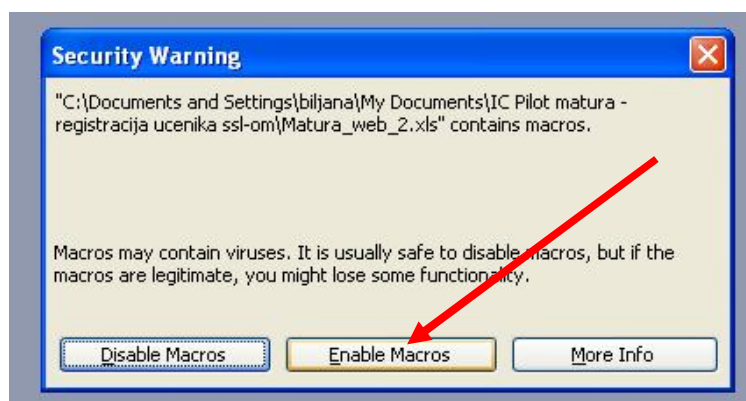 Security Warning
"C:\Documents and Settings\biljana\My Documents\IC Pilot matura -
registracija ucenika ssl-om\Matura_web_2.xls" contains macros.
Macros may contain viruses. It is usually safe to disable macros, but if the
macros are legitimate, you might lose some functionality.
Disable Macros Enable Macros More Info